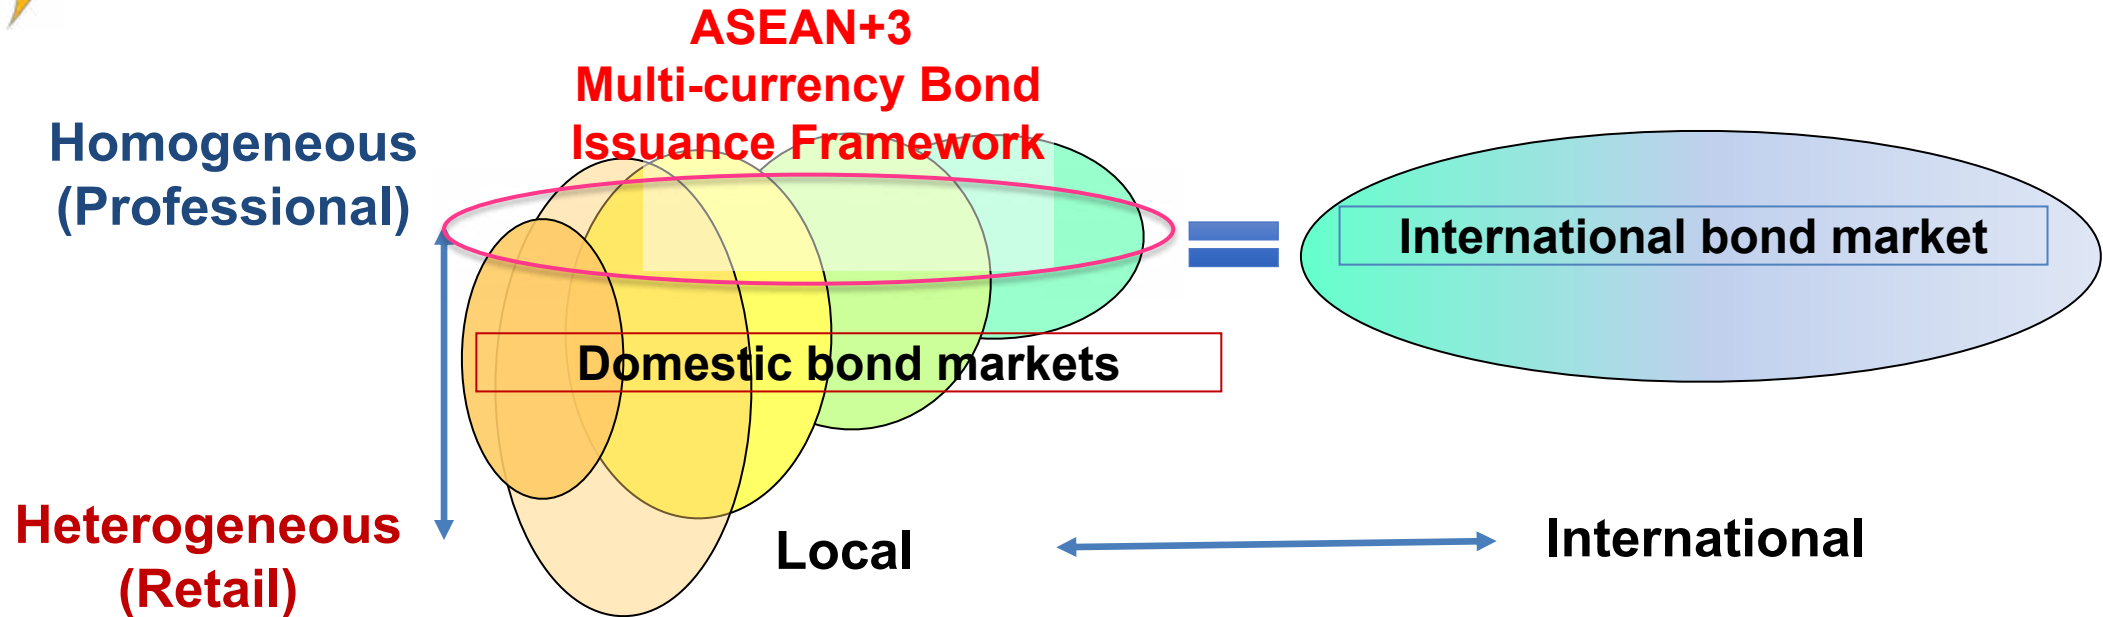 ASEAN+3
Multi-currency Bond
Issuance Framework
Homogeneous
(Professional)
International bond market
Domestic bond markets
Heterogeneous
(Retail)
Local
International